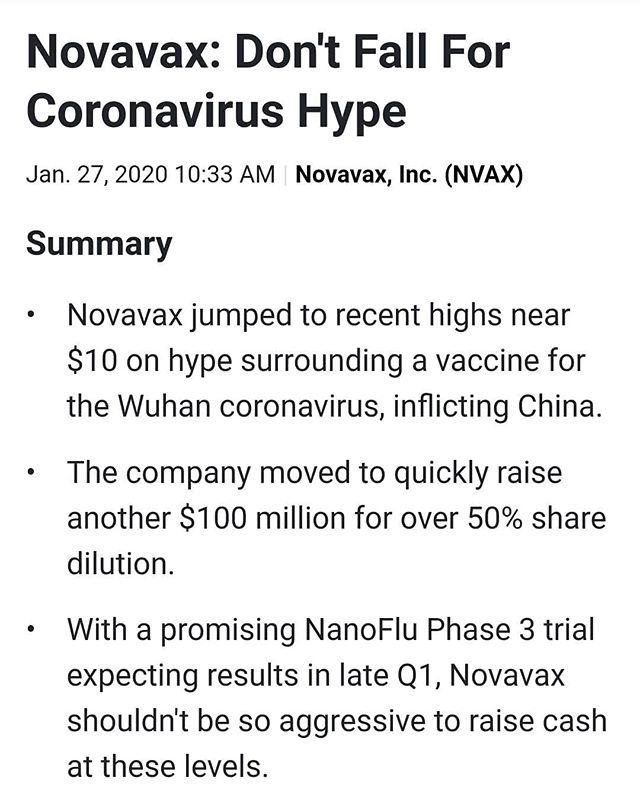 Novavax: Don't Fall For
Coronavirus Hype
Jan. 27, 2020 10:33 AM | Novavax, Inc. (NVAX)
Summary
• Novavax jumped to recent highs near
$10 on hype surrounding a vaccine for
the Wuhan coronavirus, inflicting China.
• The company moved to quickly raise
another $100 million for over 50% share
dilution.
• With a promising NanoFlu Phase 3 trial
expecting results in late Q1, Novavax
shouldn't be so aggressive to raise cash
at these levels.